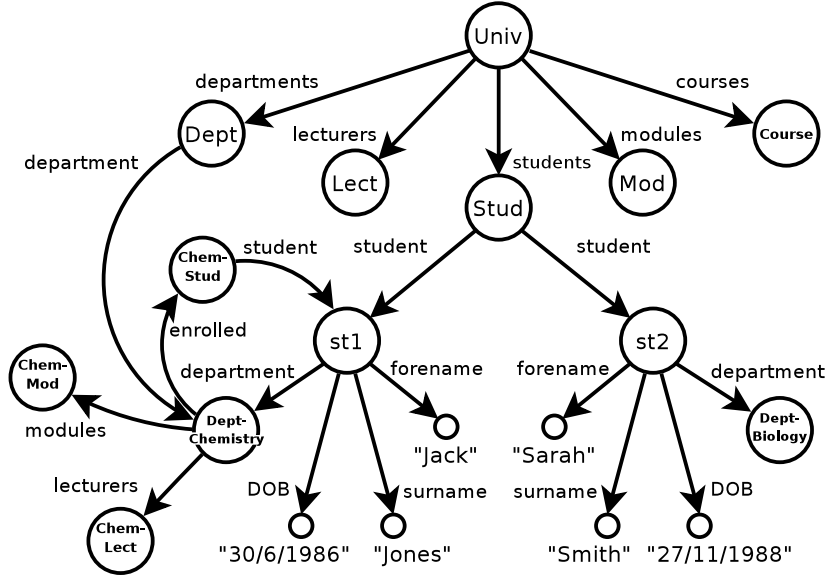 Univ
departments
courses
Dept
lecturers
modules
Course
department
students
Lect
Mod
Stud
student
student
student
Chem-
Stud
enrolled
st1
st2
Chem-
Mod
department
forename
forename
department
modules
Dept-
Chemistry
Dept-
Biology
"Jack"
"Sarah"
lecturers
DOB
surname
surname
DOB
Chem-
Lect
"30/6/1986"
"Jones"
"Smith"
"27/11/1988"